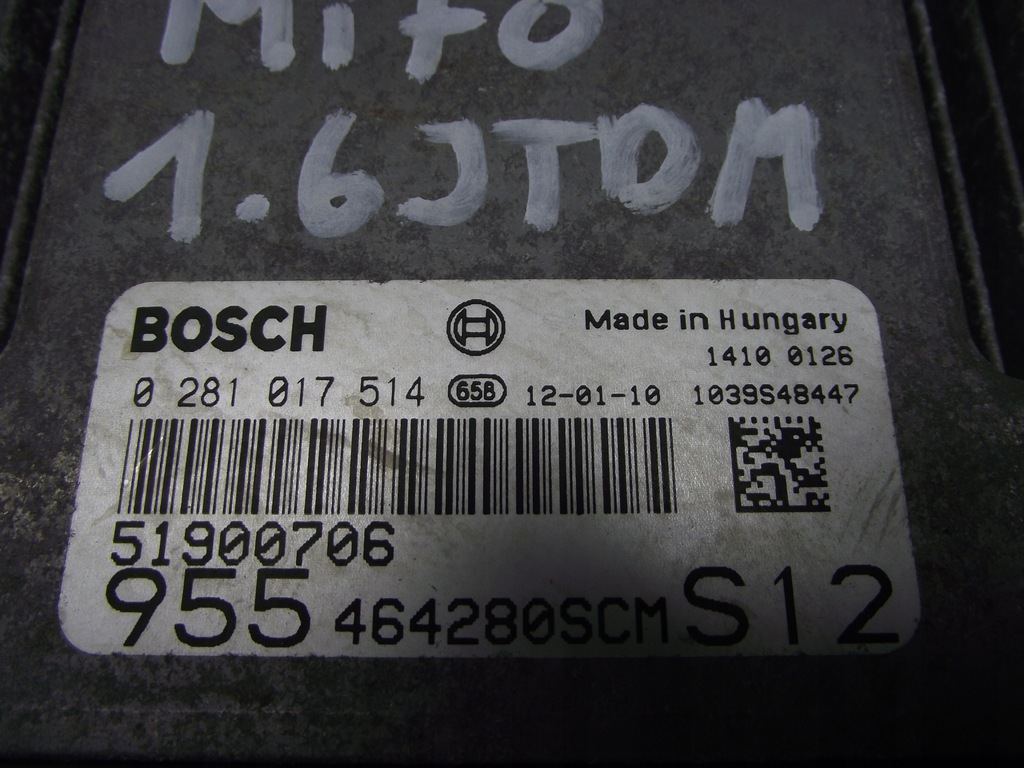 Mito
1.6JTDM
BOSCH
Made in Hungary
1410 0126
0 281 017 514 65B 12-01-10 1039S48447
51900706
955 464280SCM S12